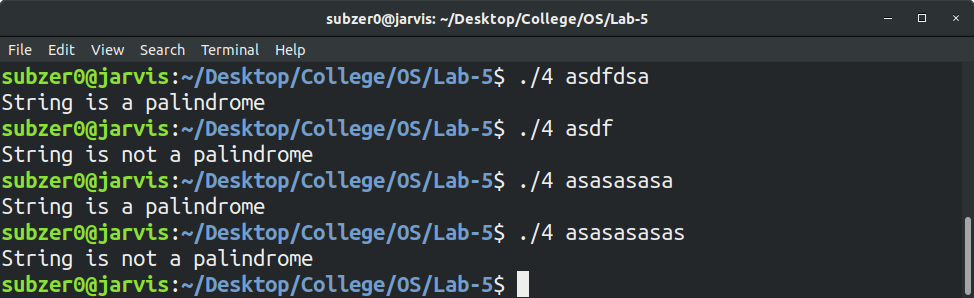 subzer0@jarvis: ~/Desktop/College/OS/Lab-5
File Edit View Search Terminal Help
subzer0@jarvis:~/Desktop/College/OS/Lab-5$ ./4 asdfdsa
String is a palindrome
subzer0@jarvis:~/Desktop/College/OS/Lab-5$ ./4 asdf
String is not a palindrome
subzer0@jarvis:~/Desktop/College/OS/Lab-5$ ./4 asasasasa
String is a palindrome
subzer0@jarvis:~/Desktop/College/OS/Lab-5$ ./4 asasasasas
String is not a palindrome
subzer0@jarvis:~/Desktop/College/OS/Lab-5$